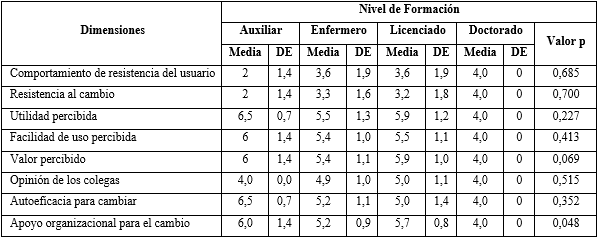 Dimensiones Nivel de Formación Valor p
Auxiliar Enfermero Licenciado Doctorado
Media DE Media DE Media DE Media DE
Comportamiento de resistencia del usuario 2 1,4 3,6 1,9 3,6 1,9 4,0 0 0,685
Resistencia al cambio 2 1,4 3,3 1,6 3,2 1,8 4,0 0 0,700
Utilidad percibida 6,5 0,7 5,5 1,3 5,9 1,2 4,0 0 0,227
Facilidad de uso percibida 6 1,4 5,4 1,0 5,5 1,1 4,0 0 0,413
Valor percibido 6 1,4 5,4 1,1 5,9 1,0 4,0 0 0,069
Opinión de los colegas 4,0 0,0 4,9 1,0 5,0 1,1 4,0 0 0,515
Autoeficacia para cambiar 6,5 0,7 5,2 1,1 5,0 1,4 4,0 0 0,352
Apoyo organizacional para el cambio 6,0 1,4 5,2 0,9 5,7 0,8 4,0 0 0,048